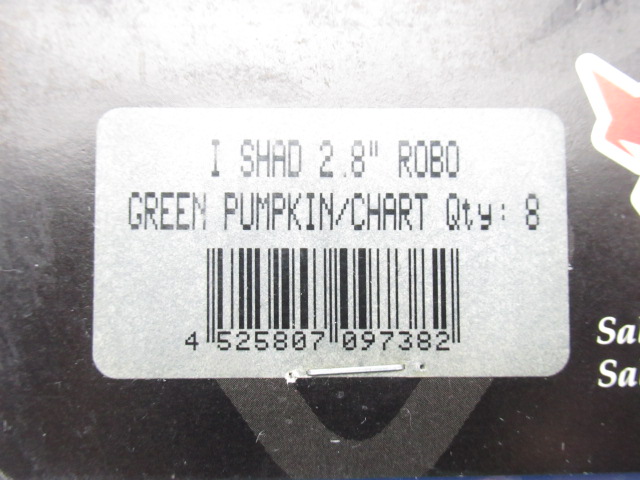 I SHAD 2.8" ROBO
GREEN PUMPKIN/CHART Qty: 8
4 525807 097382